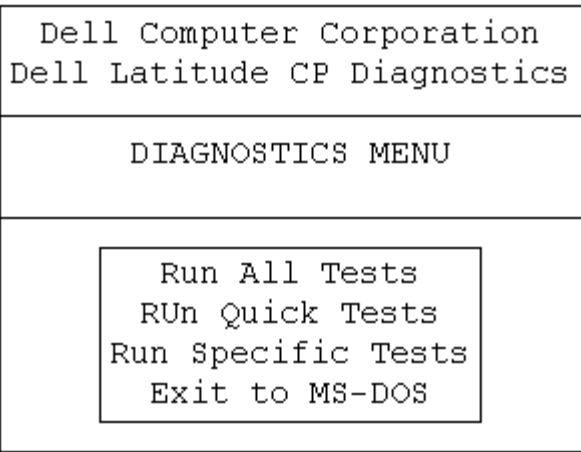 Dell Computer Corporation
Dell Latitude CP Diagnostics
DIAGNOSTICS MENU
Run All Tests
RUn Quick Tests
Run Specific Tests
Exit to MS-DOS